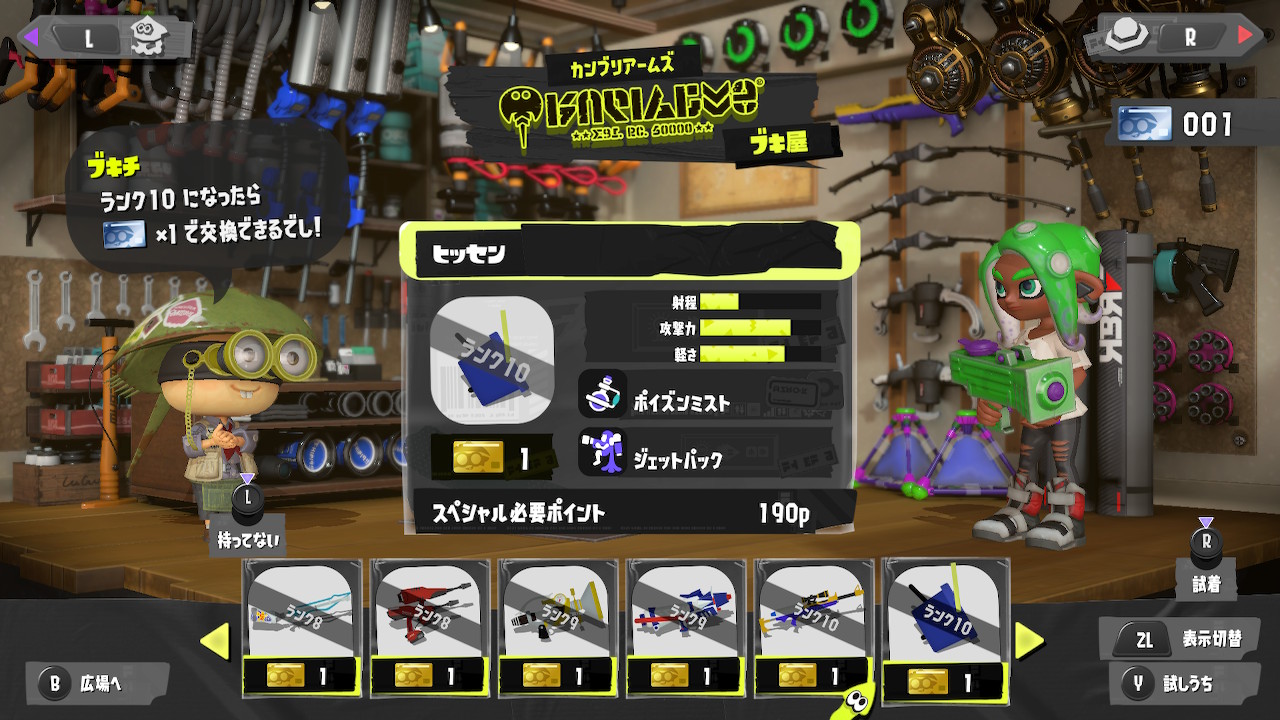 L
R
001
カンブリアームズ
ブキ屋
ブキチ
ランク10 になったら
×1 で交換できるでし!
ヒッセン
射程
攻撃力
軽さ
ランク10
ポイズンミスト
1
ジェットパック
スペシャル必要ポイント 190p
L
持ってない
R
試着
ランク8
ランク8
ランク9
ランク9
ランク10
ランク10
1
1
1
1
1
1
B 広場へ
ZL 表示切替
Y 試しうち